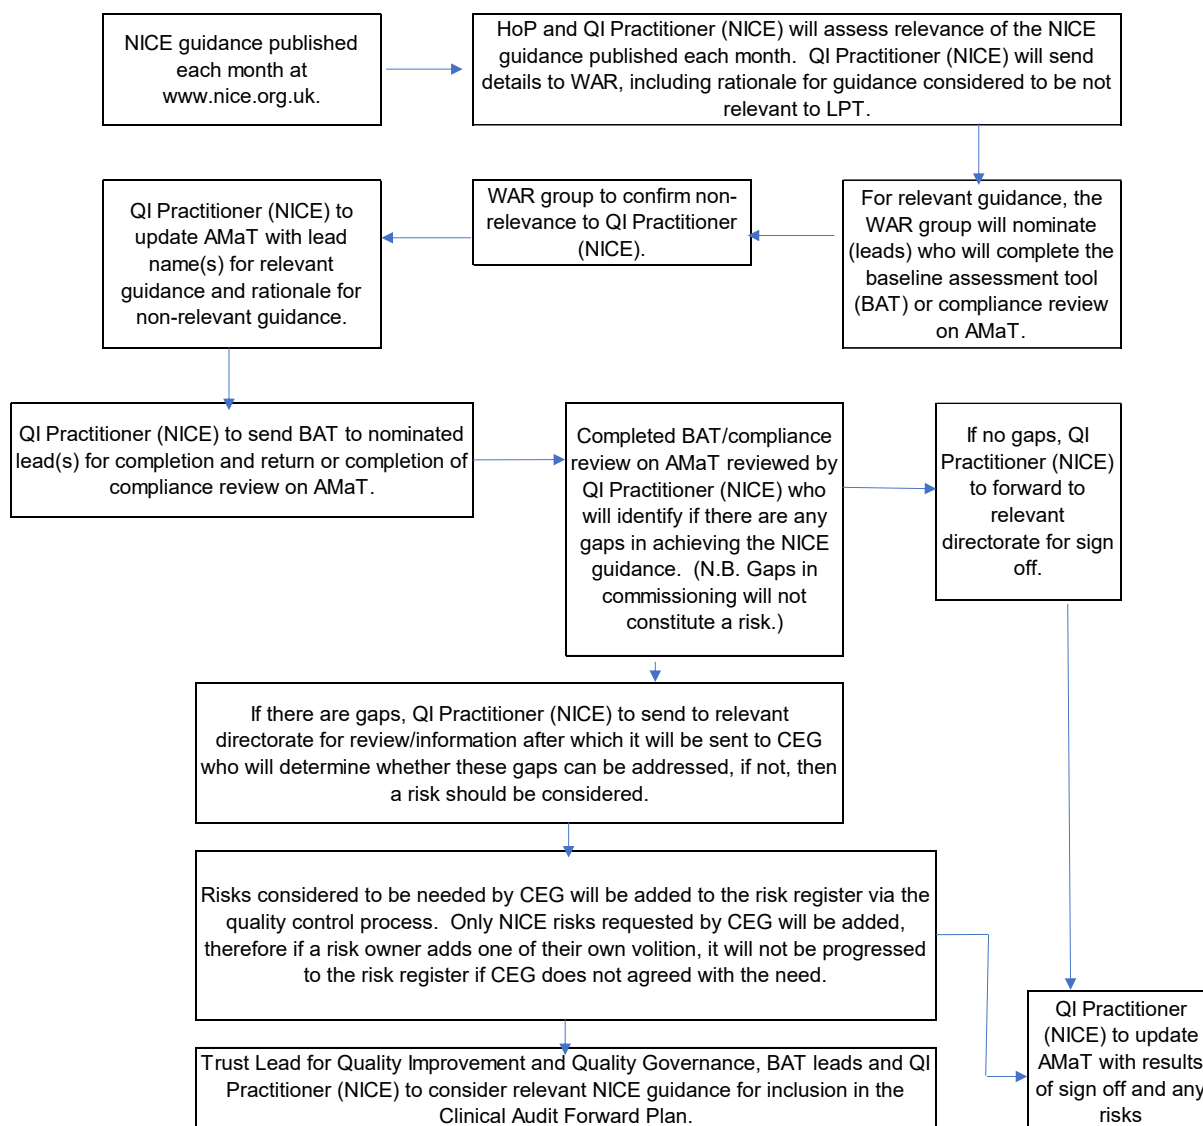 NICE guidance published
each month at
www.nice.org.uk.
HoP and QI Practitioner (NICE) will assess relevance of the NICE
guidance published each month.  QI Practitioner (NICE) will send
details to WAR, including rationale for guidance considered to be not
relevant to LPT.
For relevant guidance, the
WAR group will nominate
(leads) who will complete the
baseline assessment tool
(BAT) or compliance review
on AMaT.
WAR group to confirm non-
relevance to QI Practitioner
(NICE).
QI Practitioner (NICE) to
update AMaT with lead
name(s) for relevant
guidance and rationale for
non-relevant guidance.
QI Practitioner (NICE) to send BAT to nominated
lead(s) for completion and return or completion of
compliance review on AMaT.
Completed BAT/compliance
review on AMaT reviewed by
QI Practitioner (NICE) who
will identify if there are any
gaps in achieving the NICE
guidance.  (N.B. Gaps in
commissioning will not
constitute a risk.)
If no gaps, QI
Practitioner (NICE)
to forward to
relevant
directorate for sign
off.
If there are gaps, QI Practitioner (NICE) to send to relevant
directorate for review/information after which it will be sent to CEG
who will determine whether these gaps can be addressed, if not, then
a risk should be considered.
Risks considered to be needed by CEG will be added to the risk register via the
quality control process.  Only NICE risks requested by CEG will be added,
therefore if a risk owner adds one of their own volition, it will not be progressed
to the risk register if CEG does not agreed with the need.
Trust Lead for Quality Improvement and Quality Governance, BAT leads and QI
Practitioner (NICE) to consider relevant NICE guidance for inclusion in the
Clinical Audit Forward Plan.
QI Practitioner
(NICE) to update
AMaT with results
of sign off and any
risks